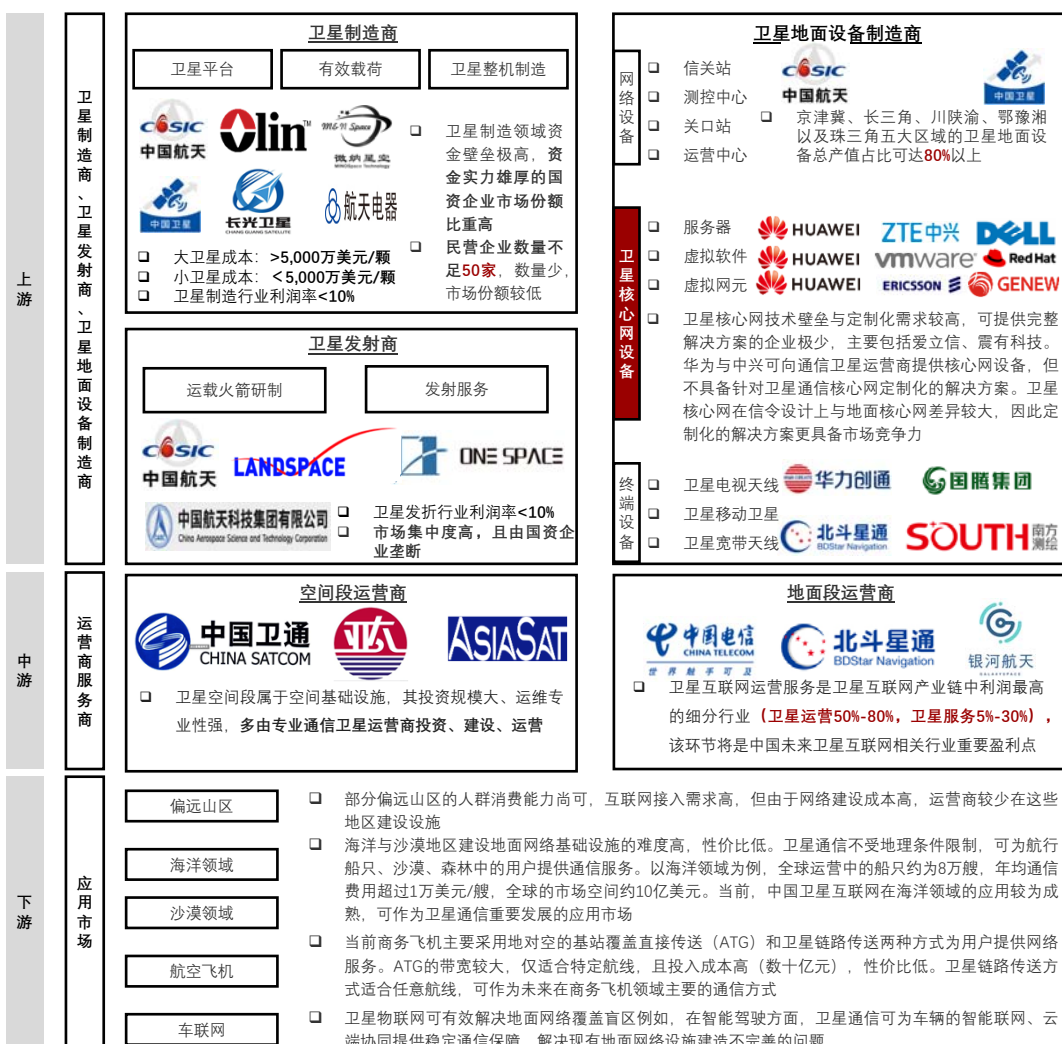 上游
卫星制造商、卫星发射商、卫星地面设备制造商
卫星制造商
卫星平台
有效载荷
卫星整机制造
COSIC
中国航天
Olin™
M&N Space
微纳星空
MINOSpace Technology
中国卫星
长光卫星
CHANG GUANG SATELLITE
航天电器
卫星制造领域资
金壁垒极高，资
金实力雄厚的国
资企业市场份额
比重高
民营企业数量不
足50家，数量少，
市场份额较低
大卫星成本：>5,000万美元/颗
小卫星成本：＜5,000万美元/颗
卫星制造行业利润率<10%
卫星发射商
运载火箭研制
发射服务
COSIC
中国航天
LANDSPACE
ONE SPACE
中国航天科技集团有限公司
China Aerospace Science and Technology Corporation
卫星发折行业利润率<10%
市场集中度高，且由国资企
业垄断
卫星地面设备制造商
网络设备
信关站
测控中心
关口站
运营中心
COSIC
中国航天
中国卫星
京津冀、长三角、川陕渝、鄂豫湘
以及珠三角五大区域的卫星地面设
备总产值占比可达80%以上
卫星核心网设备
服务器
HUAWEI
ZTE中兴
DELL
虚拟软件
HUAWEI
vmware
Red Hat
虚拟网元
HUAWEI
ERICSSON
GENEW
卫星核心网技术壁垒与定制化需求较高，可提供完整
解决方案的企业极少，主要包括爱立信、震有科技。
华为与中兴可向通信卫星运营商提供核心网设备，但
不具备针对卫星通信核心网定制化的解决方案。卫星
核心网在信令设计上与地面核心网差异较大，因此定
制化的解决方案更具备市场竞争力
终端设备
卫星电视天线
卫星移动卫星
卫星宽带天线
华力创通
国腾集团
北斗星通
BDStar Navigation
SOUTH
南方测绘
中游
运营商服务商
空间段运营商
中国卫通
CHINA SATCOM
ASIASAT
卫星空间段属于空间基础设施，其投资规模大、运维专
业性强，多由专业通信卫星运营商投资、建设、运营
地面段运营商
中国电信
CHINA TELECOM
世界触手可及
北斗星通
BDStar Navigation
银河航天
GALAXYSPACE
卫星互联网运营服务是卫星互联网产业链中利润最高
的细分行业（卫星运营50%-80%，卫星服务5%-30%），
该环节将是中国未来卫星互联网相关行业重要盈利点
下游
应用市场
偏远山区
部分偏远山区的人群消费能力尚可，互联网接入需求高，但由于网络建设成本高，运营商较少在这些
地区建设设施
海洋领域
沙漠领域
海洋与沙漠地区建设地面网络基础设施的难度高，性价比低。卫星通信不受地理条件限制，可为航行
船只、沙漠、森林中的用户提供通信服务。以海洋领域为例，全球运营中的船只约为8万艘，年均通信
费用超过1万美元/艘，全球的市场空间约10亿美元。当前，中国卫星互联网在海洋领域的应用较为成
熟，可作为卫星通信重要发展的应用市场
航空飞机
当前商务飞机主要采用地对空的基站覆盖直接传送（ATG）和卫星链路传送两种方式为用户提供网络
服务。ATG的带宽较大，仅适合特定航线，且投入成本高（数十亿元），性价比低。卫星链路传送方
式适合任意航线，可作为未来在商务飞机领域主要的通信方式
车联网
卫星物联网可有效解决地面网络覆盖盲区例如，在智能驾驶方面，卫星通信可为车辆的智能联网、云
端协同提供稳定通信保障，解决现有地面网络设施建造不完善的问题